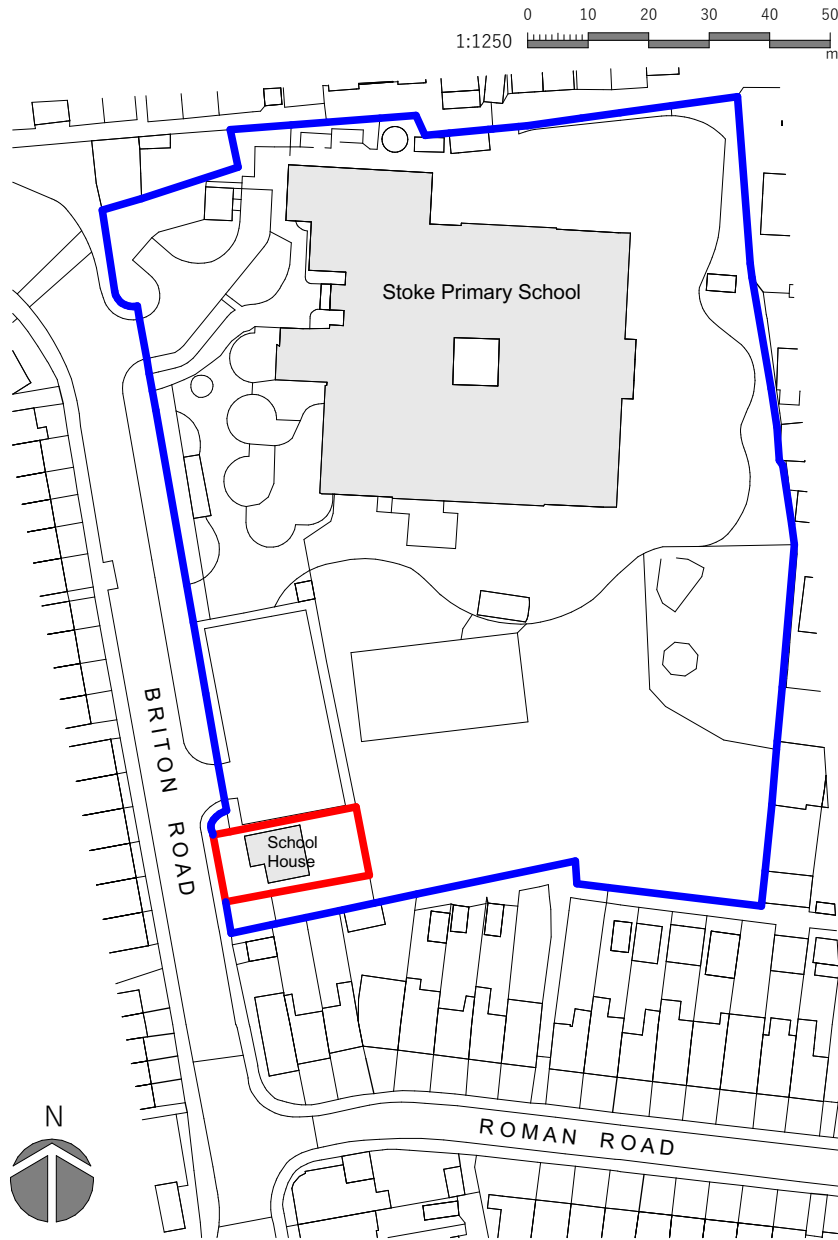 0 10 20 30 40 50
1:1250
m
Stoke Primary School
BRITON ROAD
School
House
N
ROMAN ROAD